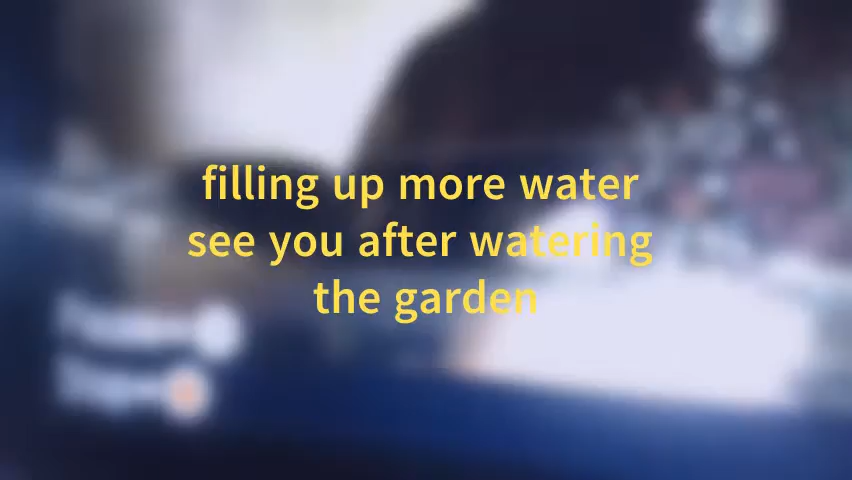 filling up more water
see you after watering
the garden